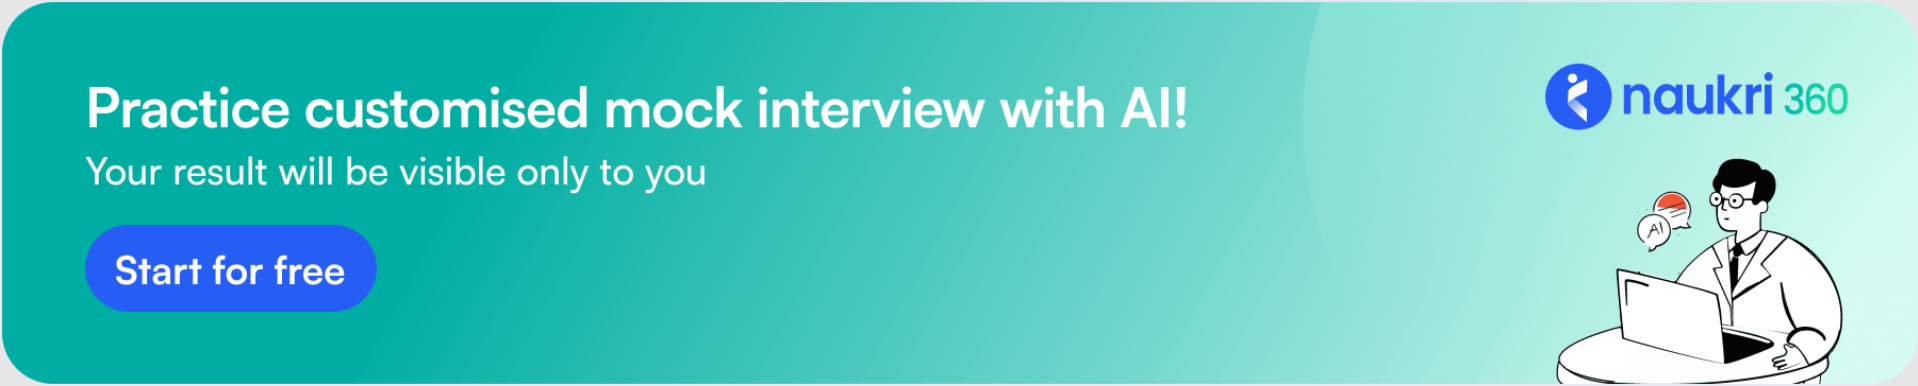 Practice customised mock interview with AI!
Your result will be visible only to you
Start for free
naukri 360
AI